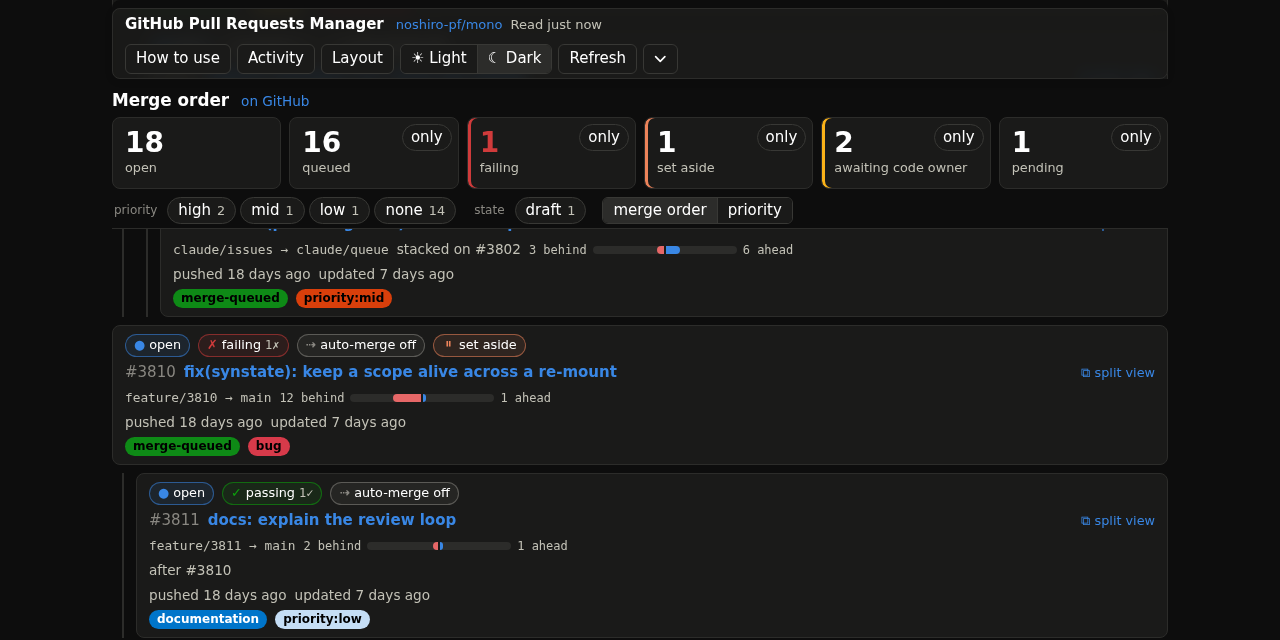 GitHub Pull Requests Manager noshiro-pf/mono Read just now
How to use Activity Layout ☀ Light ☾ Dark Refresh
Merge order on GitHub
18 open
16 queued only
1 failing only
1 set aside only
2 awaiting code owner only
1 pending only
priority high 2 mid 1 low 1 none 14 state draft 1 merge order priority
claude/issues → claude/queue stacked on #3802 3 behind 6 ahead
pushed 18 days ago updated 7 days ago
merge-queued priority:mid
open ✗ failing 1✗ ⇢ auto-merge off ⏸ set aside
#3810 fix(synstate): keep a scope alive across a re-mount ⧉ split view
feature/3810 → main 12 behind 1 ahead
pushed 18 days ago updated 7 days ago
merge-queued bug
open ✓ passing 1✓ ⇢ auto-merge off
#3811 docs: explain the review loop ⧉ split view
feature/3811 → main 2 behind 1 ahead
after #3810
pushed 18 days ago updated 7 days ago
documentation priority:low